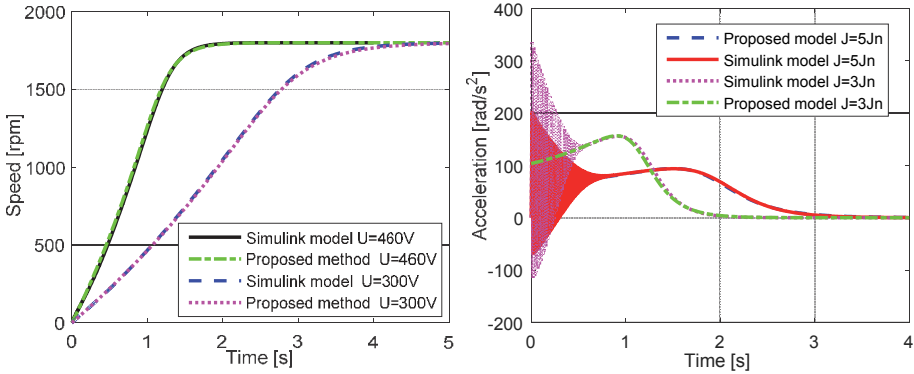 2000
1500
1000
500
0
Speed [rpm]
Simulink model U=460V
Proposed method U=460V
Simulink model U=300V
Proposed method U=300V
0 1 2 3 4 5
Time [s]
400
300
200
100
0
-100
-200
Acceleration [rad/s²]
Proposed model J=5Jn
Simulink model J=5Jn
Simulink model J=3Jn
Proposed model J=3Jn
0 1 2 3 4
Time [s]